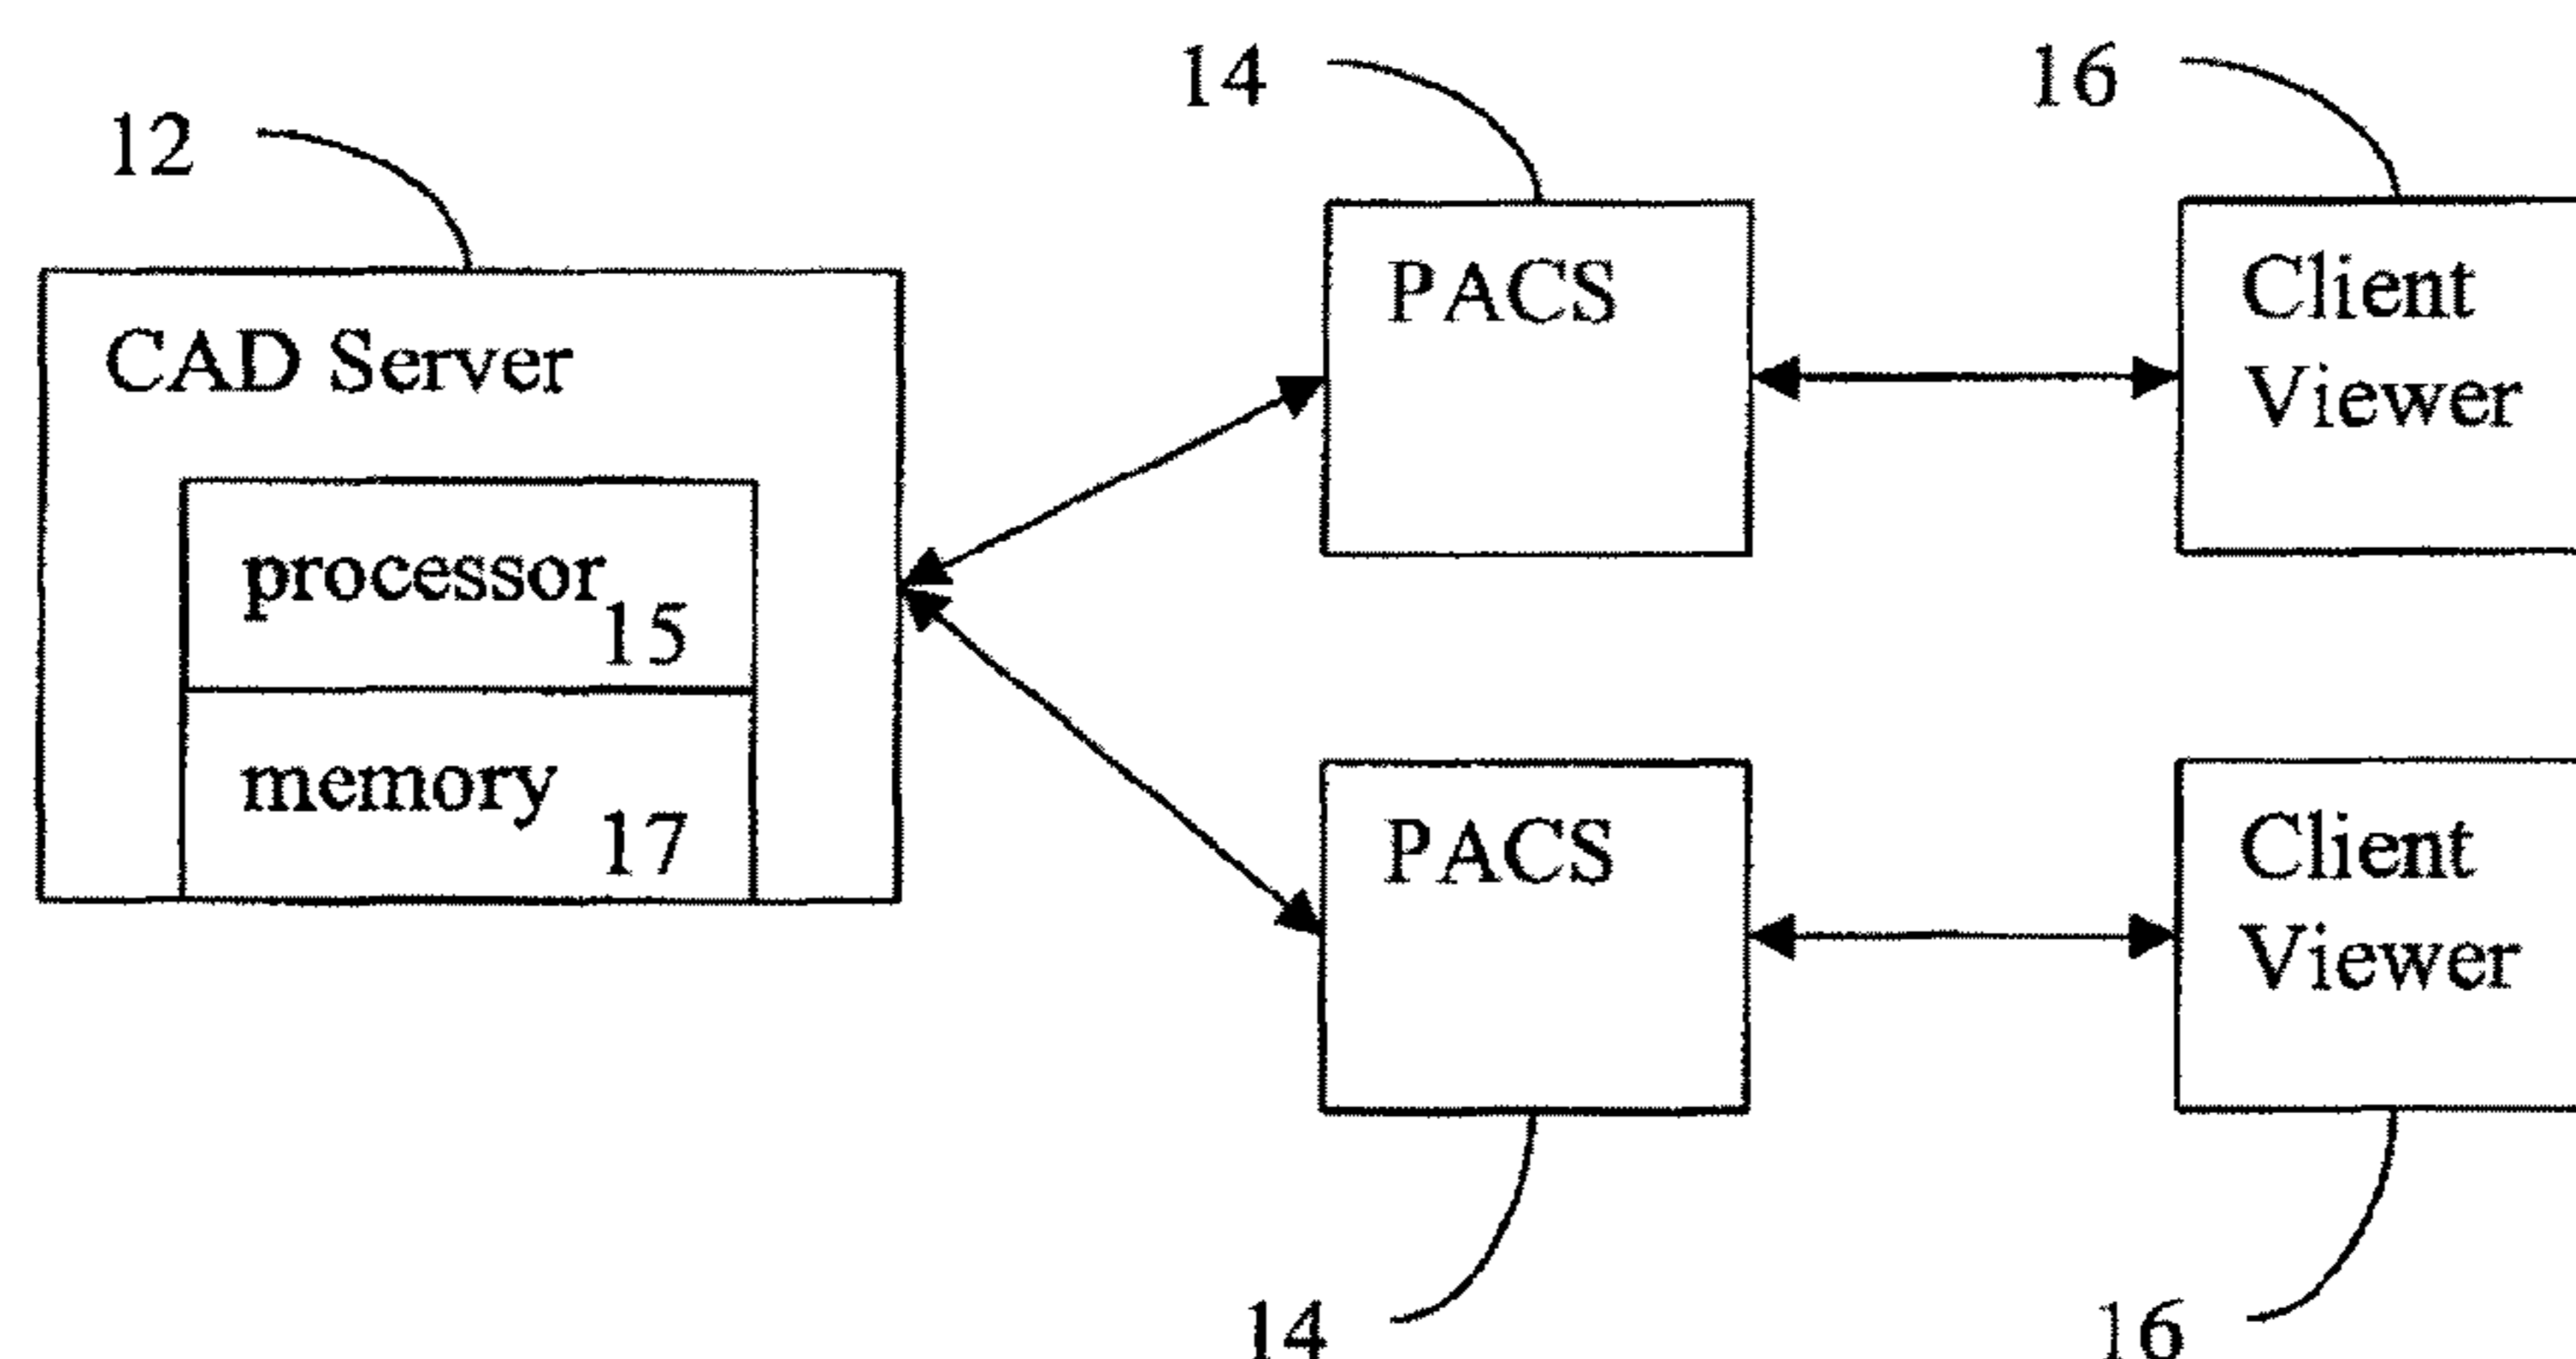 12
14
16
CAD Server
processor
15
memory
17
PACS
Client
Viewer
PACS
Client
Viewer
14
16